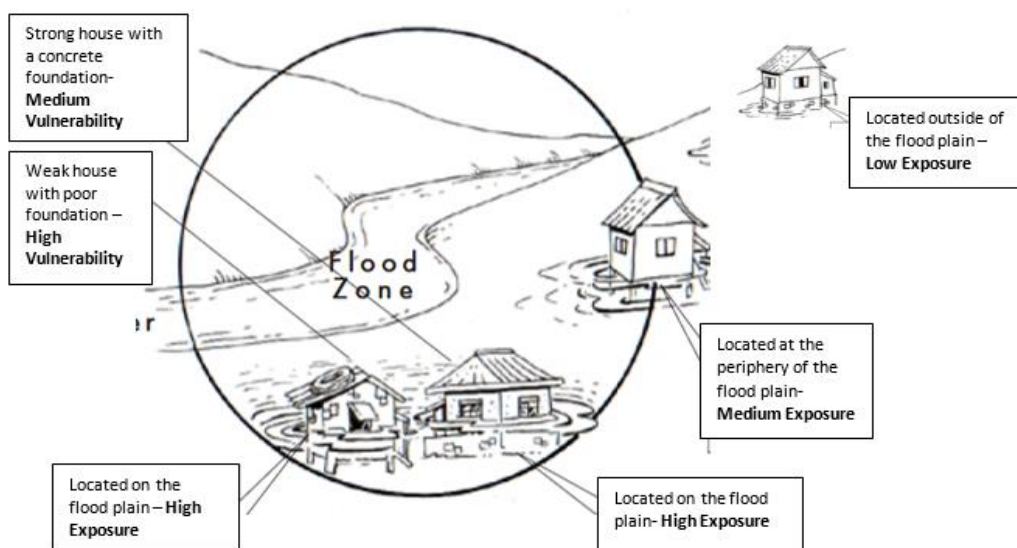 Strong house with
a concrete
foundation-
Medium
Vulnerability
Weak house
with poor
foundation –
High
Vulnerability
Located outside of
the flood plain –
Low Exposure
Flood
Zone
er
Located at the
periphery of the
flood plain-
Medium Exposure
Located on the
flood plain – High
Exposure
Located on the flood
plain- High Exposure